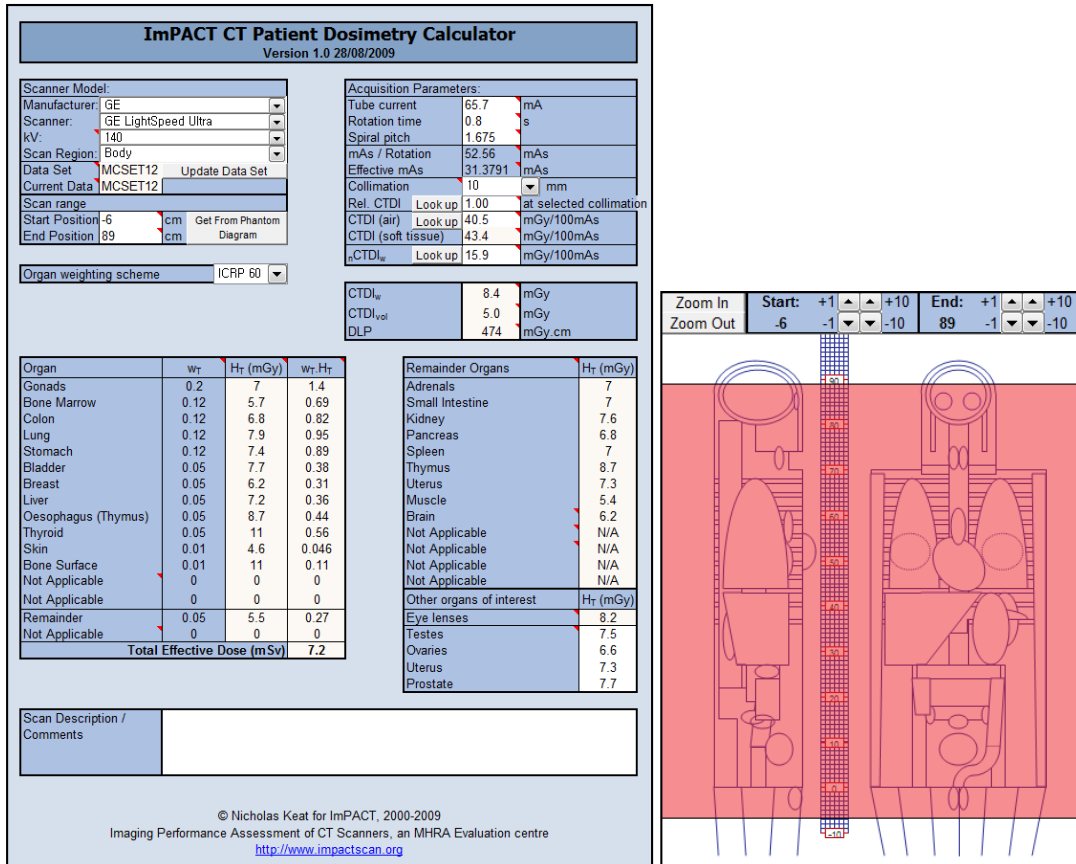 ImPACT CT Patient Dosimetry Calculator
Version 1.0 28/08/2009
Scanner Model:
Manufacturer: GE
Scanner: GE LightSpeed Ultra
kV: 140
Scan Region: Body
Data Set MCSET12 Update Data Set
Current Data MCSET12
Scan range
Start Position -6 cm Get From Phantom Diagram
End Position 89 cm
Organ weighting scheme ICRP 60
Acquisition Parameters:
Tube current 65.7 mA
Rotation time 0.8 s
Spiral pitch 1.675
mAs / Rotation 52.56 mAs
Effective mAs 31.3791 mAs
Collimation 10 mm
Rel. CTDI Look up 1.00 at selected collimation
CTDI (air) Look up 40.5 mGy/100mAs
CTDI (soft tissue) 43.4 mGy/100mAs
nCTDIw Look up 15.9 mGy/100mAs
CTDIw 8.4 mGy
CTDIvol 5.0 mGy
DLP 474 mGy.cm
Organ wT HT (mGy) wT.HT
Gonads 0.2 7 1.4
Bone Marrow 0.12 5.7 0.69
Colon 0.12 6.8 0.82
Lung 0.12 7.9 0.95
Stomach 0.12 7.4 0.89
Bladder 0.05 7.7 0.38
Breast 0.05 6.2 0.31
Liver 0.05 7.2 0.36
Oesophagus (Thymus) 0.05 8.7 0.44
Thyroid 0.05 11 0.56
Skin 0.01 4.6 0.046
Bone Surface 0.01 11 0.11
Not Applicable 0 0 0
Not Applicable 0 0 0
Remainder 0.05 5.5 0.27
Not Applicable 0 0 0
Total Effective Dose (mSv) 7.2
Remainder Organs HT (mGy)
Adrenals 7
Small Intestine 7
Kidney 7.6
Pancreas 6.8
Spleen 7
Thymus 8.7
Uterus 7.3
Muscle 5.4
Brain 6.2
Not Applicable N/A
Not Applicable N/A
Not Applicable N/A
Not Applicable N/A
Other organs of interest HT (mGy)
Eye lenses 8.2
Testes 7.5
Ovaries 6.6
Uterus 7.3
Prostate 7.7
Scan Description /
Comments
© Nicholas Keat for ImPACT, 2000-2009
Imaging Performance Assessment of CT Scanners, an MHRA Evaluation centre
http://www.impactscan.org
Zoom In Start: +1 +10 End: +1 +10
Zoom Out -6 -1 -10 89 -1 -10
90
80
70
60
50
40
30
20
10
0
-10